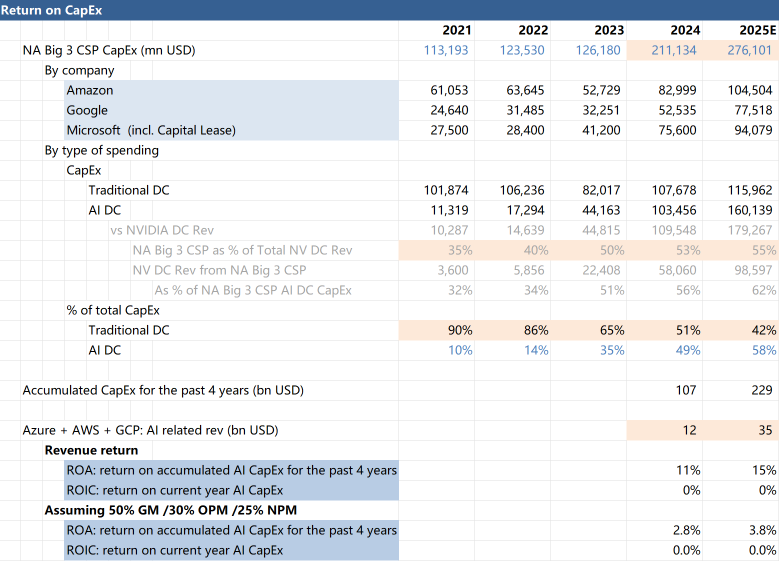 Return on CapEx
2021 2022 2023 2024 2025E
NA Big 3 CSP CapEx (mn USD) 113,193 123,530 126,180 211,134 276,101
By company
Amazon 61,053 63,645 52,729 82,999 104,504
Google 24,640 31,485 32,251 52,535 77,518
Microsoft (incl. Capital Lease) 27,500 28,400 41,200 75,600 94,079
By type of spending
CapEx
Traditional DC 101,874 106,236 82,017 107,678 115,962
AI DC 11,319 17,294 44,163 103,456 160,139
vs NVIDIA DC Rev 10,287 14,639 44,815 109,548 179,267
NA Big 3 CSP as % of Total NV DC Rev 35% 40% 50% 53% 55%
NV DC Rev from NA Big 3 CSP 3,600 5,856 22,408 58,060 98,597
As % of NA Big 3 CSP AI DC CapEx 32% 34% 51% 56% 62%
% of total CapEx
Traditional DC 90% 86% 65% 51% 42%
AI DC 10% 14% 35% 49% 58%
Accumulated CapEx for the past 4 years (bn USD) 107 229
Azure + AWS + GCP: AI related rev (bn USD) 12 35
Revenue return
ROA: return on accumulated AI CapEx for the past 4 years 11% 15%
ROIC: return on current year AI CapEx 0% 0%
Assuming 50% GM /30% OPM /25% NPM
ROA: return on accumulated AI CapEx for the past 4 years 2.8% 3.8%
ROIC: return on current year AI CapEx 0.0% 0.0%